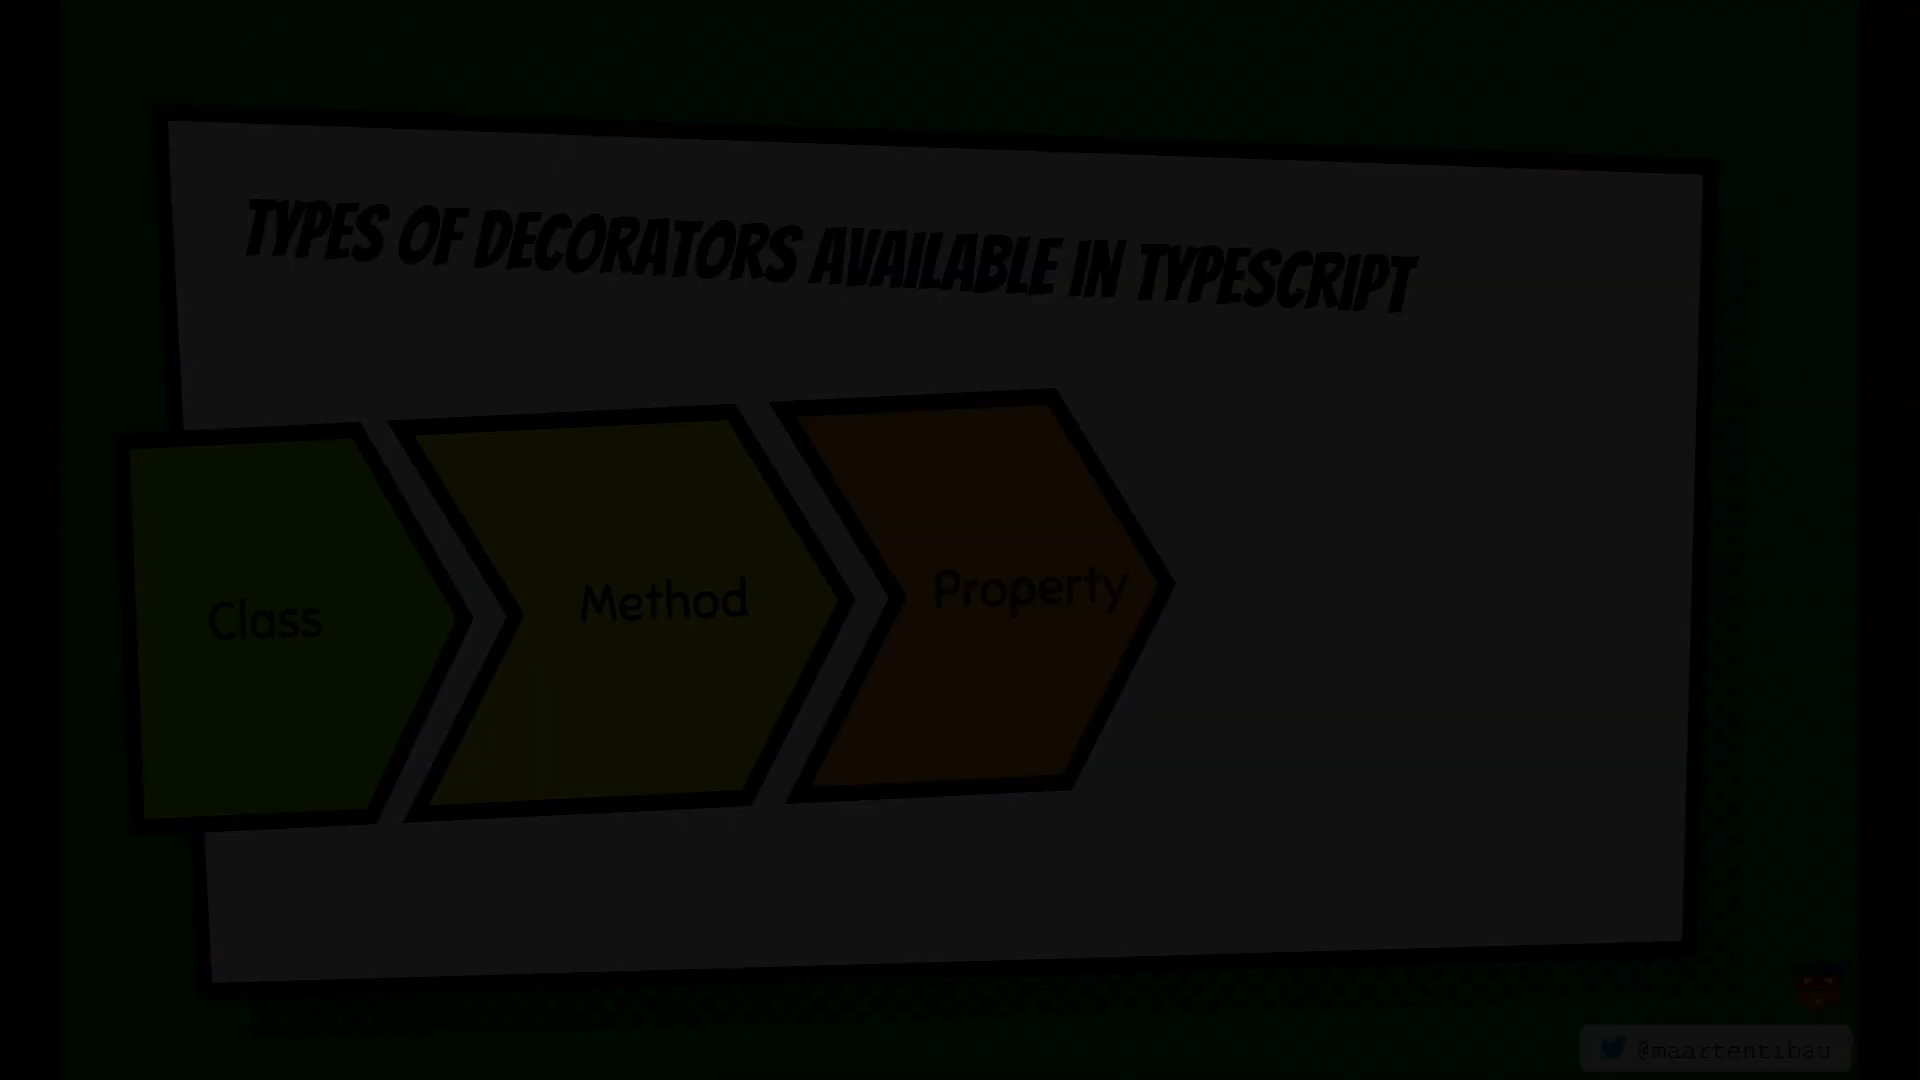 TYPES OF DECORATORS AVAILABLE IN TYPESCRIPT
Class
Method
Property
@maartentibau